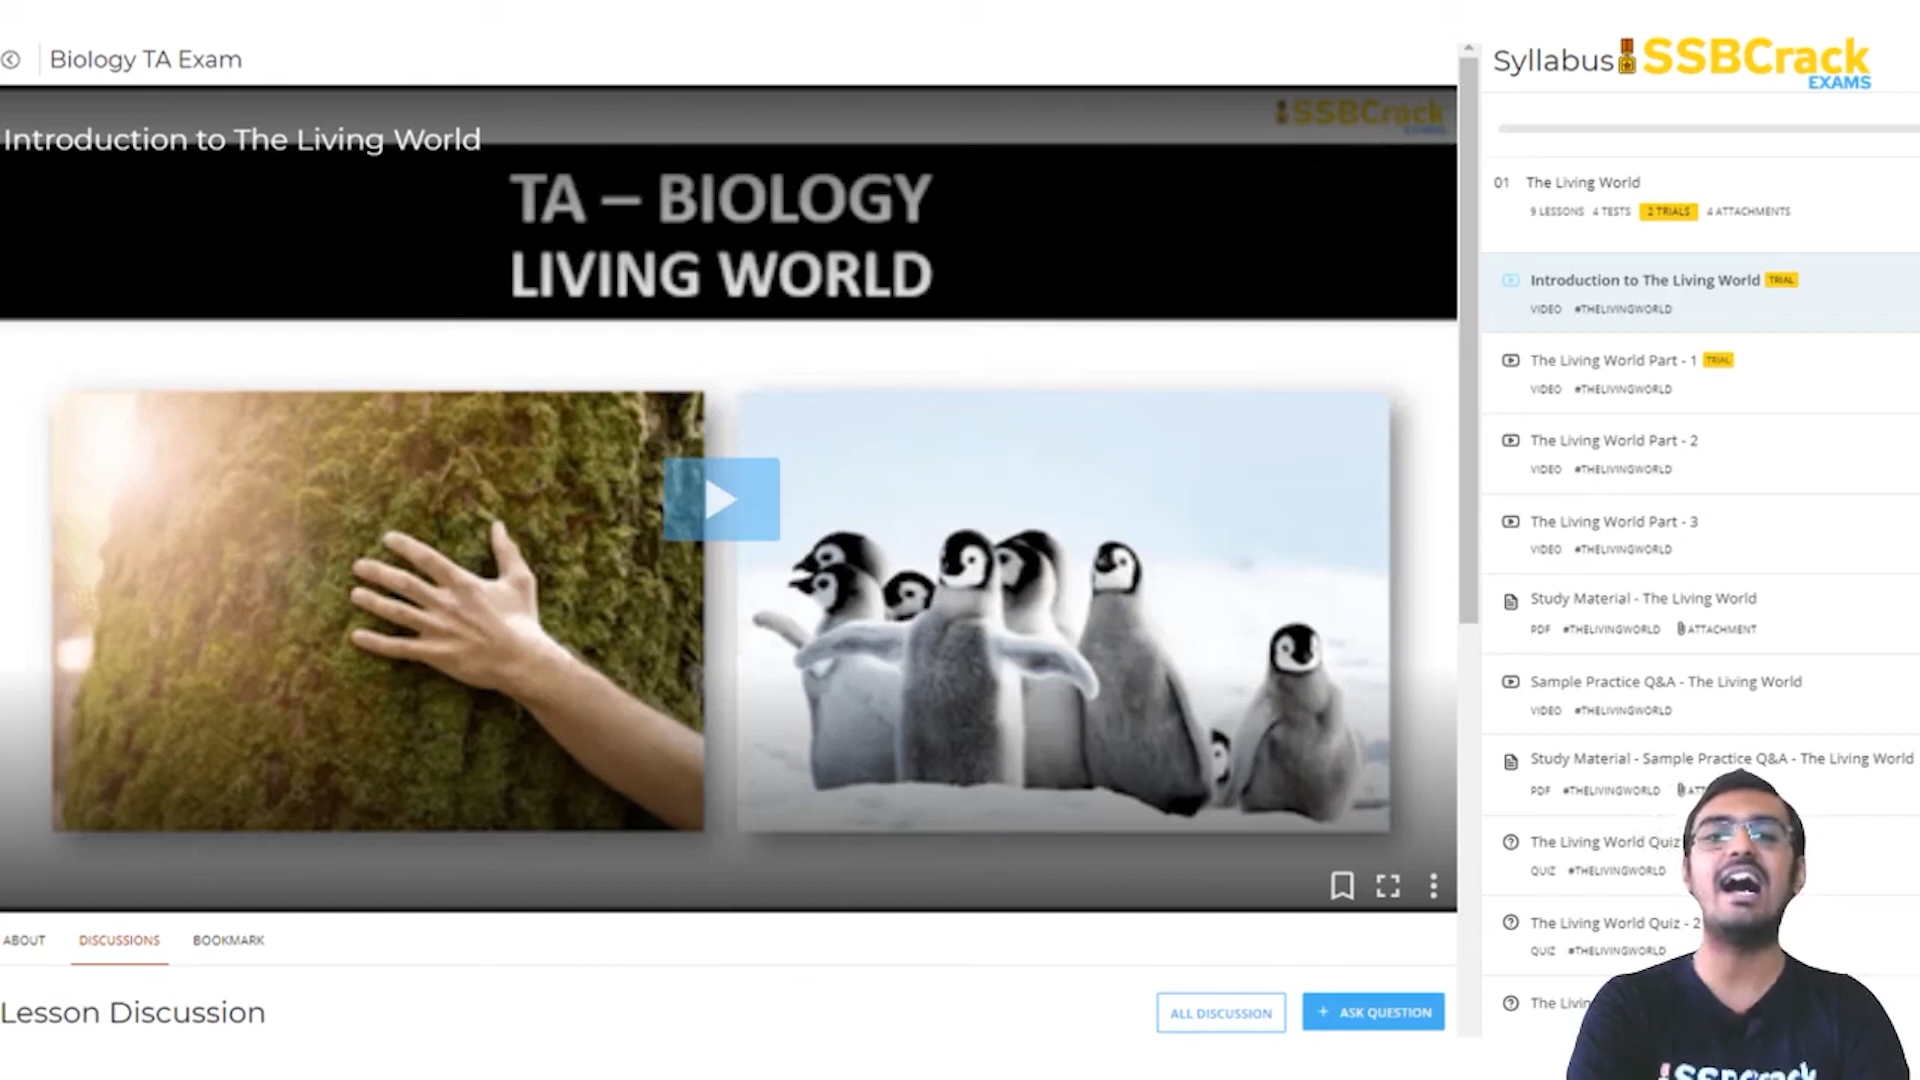 Biology TA Exam
Introduction to The Living World
SSBCrack
EXAMS
TA – BIOLOGY
LIVING WORLD
ABOUT DISCUSSIONS BOOKMARK
Lesson Discussion
ALL DISCUSSION + ASK QUESTION
Syllabus SSBCrack
EXAMS
01 The Living World
9 LESSONS 4 TESTS 2 TRIALS 4 ATTACHMENTS
Introduction to The Living World TRIAL
VIDEO #THELIVINGWORLD
The Living World Part - 1 TRIAL
VIDEO #THELIVINGWORLD
The Living World Part - 2
VIDEO #THELIVINGWORLD
The Living World Part - 3
VIDEO #THELIVINGWORLD
Study Material - The Living World
PDF #THELIVINGWORLD ATTACHMENT
Sample Practice Q&A - The Living World
VIDEO #THELIVINGWORLD
Study Material - Sample Practice Q&A - The Living World
PDF #THELIVINGWORLD
The Living World Quiz
QUIZ #THELIVINGWORLD
The Living World Quiz - 2
QUIZ #THELIVINGWORLD
The
SSBCrack